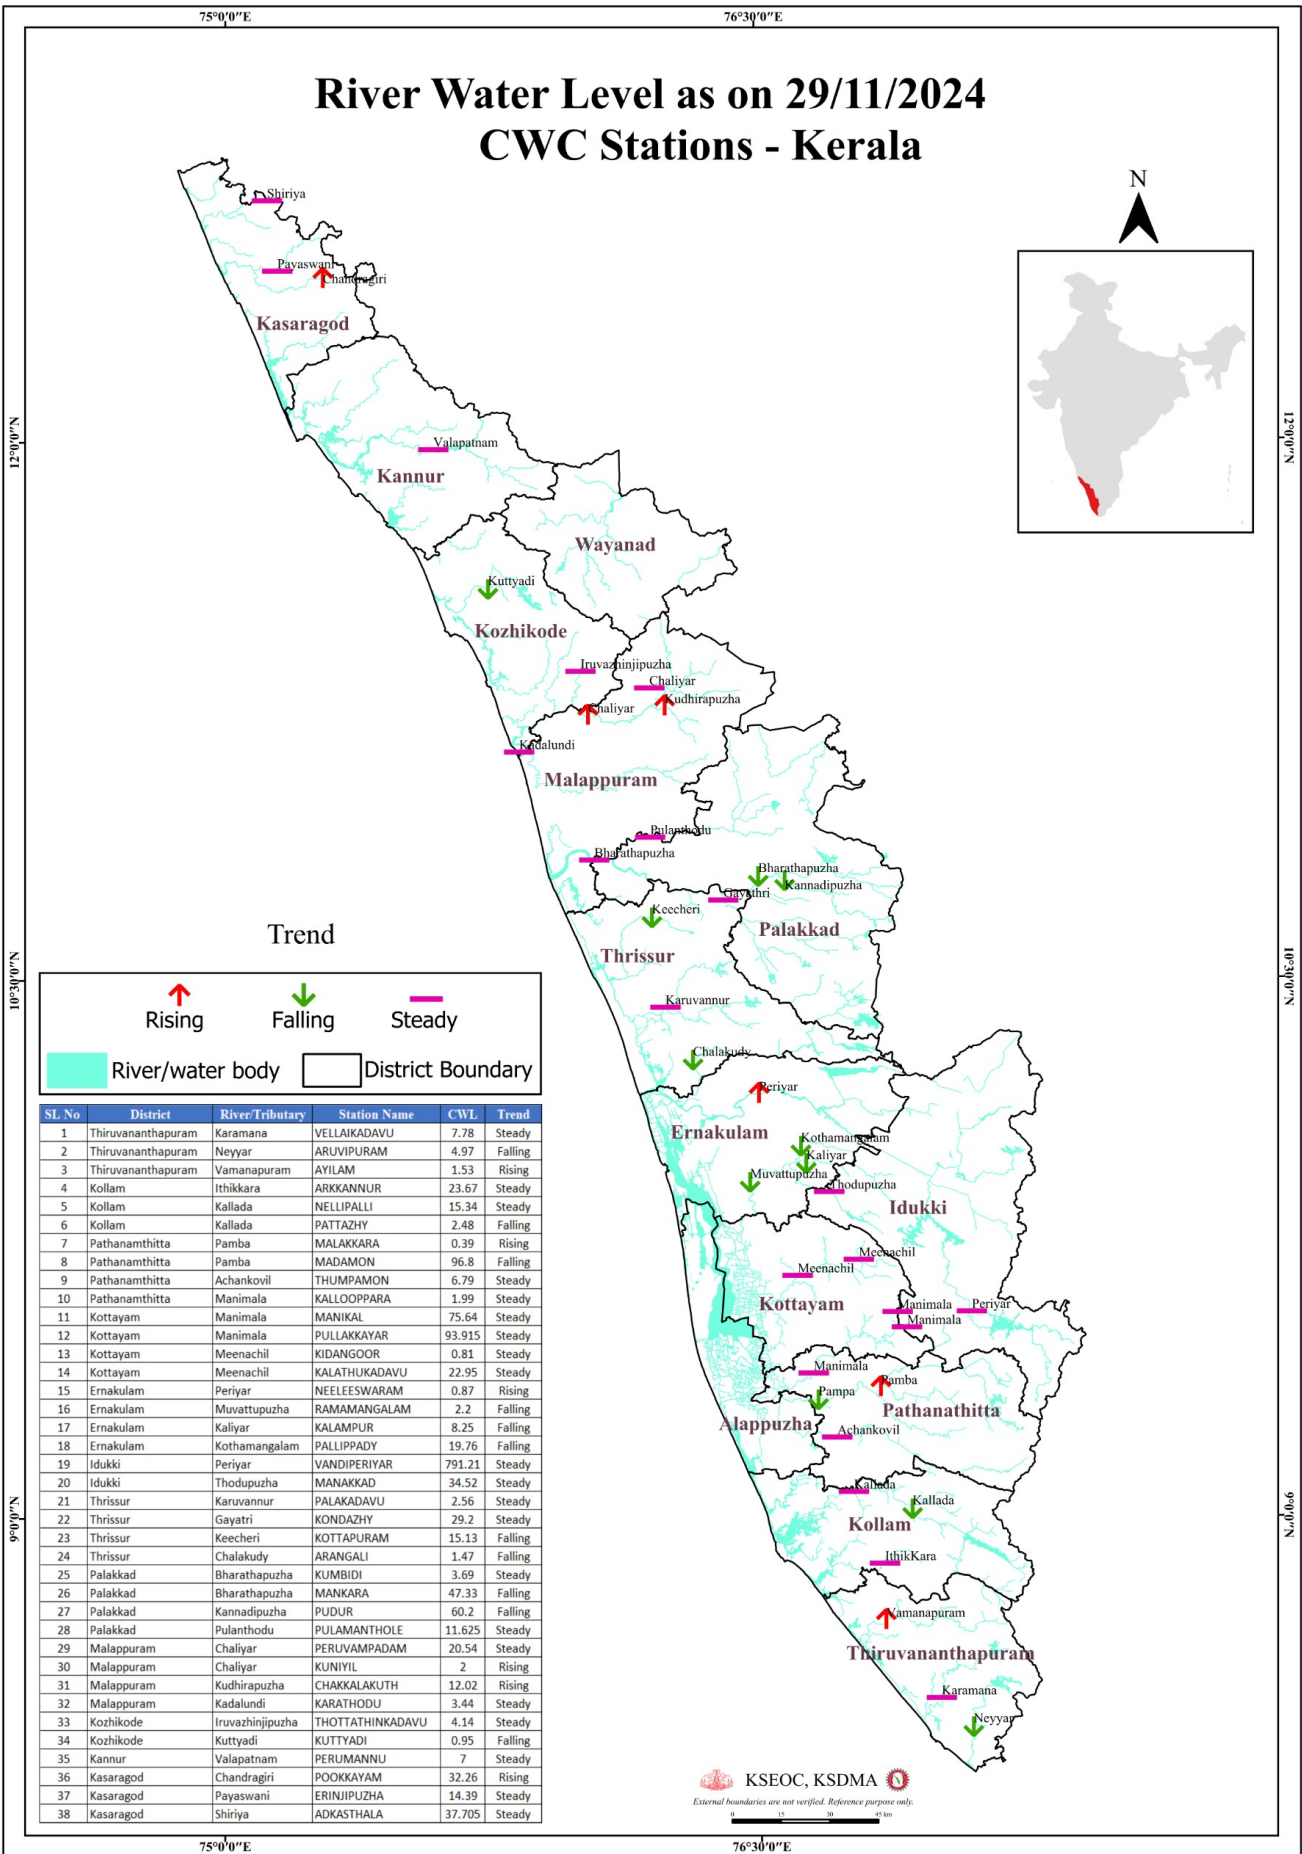 75°0'0"E 76°30'0"E
River Water Level as on 29/11/2024
CWC Stations - Kerala
N
Shiriya
Payaswani
Chandragiri
Kasaragod
12°0'0"N 12°0'0"N
Valapatnam
Kannur
Wayanad
Kuttyadi
Kozhikode
Iruvazhinjipuzha
Chaliyar
Kudhirapuzha
Chaliyar
Kadalundi
Malappuram
Pulanthodu
Bharathapuzha
Bharathapuzha
Kannadipuzha
Gayathri
Keecheri
Palakkad
Thrissur
10°30'0"N 10°30'0"N
Karuvannur
Chalakudy
Periyar
Ernakulam
Kothamangalam
Kaliyar
Muvattupuzha
Thodupuzha
Idukki
Meenachil
Meenachil
Kottayam
Manimala
Periyar
Manimala
Manimala
Pamba
Pampa
Pathanathitta
Alappuzha
Achankovil
Kallada
Kallada
9°0'0"N 9°0'0"N
Kollam
IthikKara
Vamanapuram
Thiruvananthapuram
Karamana
Neyyar
Trend
Rising Falling Steady
River/water body District Boundary
SL No District River/Tributary Station Name CWL Trend
1 Thiruvananthapuram Karamana VELLAIKADAVU 7.78 Steady
2 Thiruvananthapuram Neyyar ARUVIPURAM 4.97 Falling
3 Thiruvananthapuram Vamanapuram AYILAM 1.53 Rising
4 Kollam Ithikkara ARKKANNUR 23.67 Steady
5 Kollam Kallada NELLIPALLI 15.34 Steady
6 Kollam Kallada PATTAZHY 2.48 Falling
7 Pathanamthitta Pamba MALAKKARA 0.39 Rising
8 Pathanamthitta Pamba MADAMON 96.8 Falling
9 Pathanamthitta Achankovil THUMPAMON 6.79 Steady
10 Pathanamthitta Manimala KALLOOPPARA 1.99 Steady
11 Kottayam Manimala MANIKAL 75.64 Steady
12 Kottayam Manimala PULLAKKAYAR 93.915 Steady
13 Kottayam Meenachil KIDANGOOR 0.81 Steady
14 Kottayam Meenachil KALATHUKADAVU 22.95 Steady
15 Ernakulam Periyar NEELEESWARAM 0.87 Rising
16 Ernakulam Muvattupuzha RAMAMANGALAM 2.2 Falling
17 Ernakulam Kaliyar KALAMPUR 8.25 Falling
18 Ernakulam Kothamangalam PALLIPPADY 19.76 Falling
19 Idukki Periyar VANDIPERIYAR 791.21 Steady
20 Idukki Thodupuzha MANAKKAD 34.52 Steady
21 Thrissur Karuvannur PALAKADAVU 2.56 Steady
22 Thrissur Gayatri KONDAZHY 29.2 Steady
23 Thrissur Keecheri KOTTAPURAM 15.13 Falling
24 Thrissur Chalakudy ARANGALI 1.47 Falling
25 Palakkad Bharathapuzha KUMBIDI 3.69 Steady
26 Palakkad Bharathapuzha MANKARA 47.33 Falling
27 Palakkad Kannadipuzha PUDUR 60.2 Falling
28 Palakkad Pulanthodu PULAMANTHOLE 11.625 Steady
29 Malappuram Chaliyar PERUVAMPADAM 20.54 Steady
30 Malappuram Chaliyar KUNIYIL 2 Rising
31 Malappuram Kudhirapuzha CHAKKALAKUTH 12.02 Rising
32 Malappuram Kadalundi KARATHODU 3.44 Steady
33 Kozhikode Iruvazhinjipuzha THOTTATHINKADAVU 4.14 Steady
34 Kozhikode Kuttyadi KUTTYADI 0.95 Falling
35 Kannur Valapatnam PERUMANNU 7 Steady
36 Kasaragod Chandragiri POOKKAYAM 32.26 Rising
37 Kasaragod Payaswani ERINJIPUZHA 14.39 Steady
38 Kasaragod Shiriya ADKASTHALA 37.705 Steady
KSEOC, KSDMA
External boundaries are not verified. Reference purpose only.
0 15 30 45 km
75°0'0"E 76°30'0"E